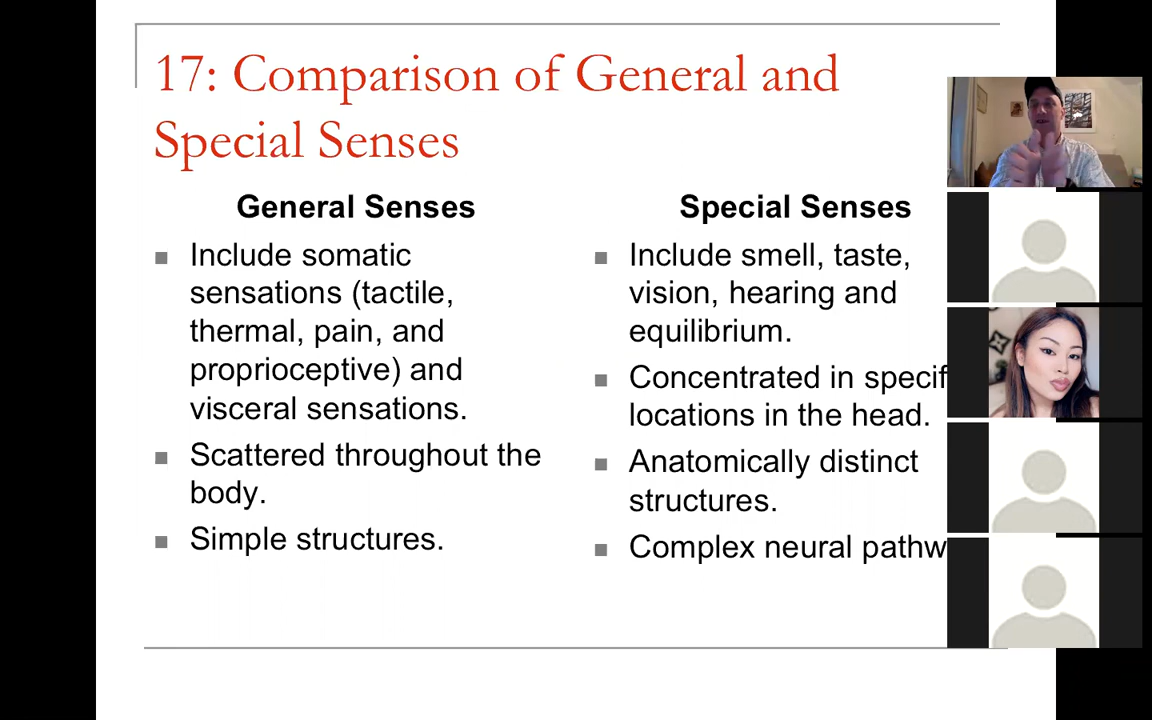 17: Comparison of General and
Special Senses
General Senses
Include somatic
sensations (tactile,
thermal, pain, and
proprioceptive) and
visceral sensations.
Scattered throughout the
body.
Simple structures.
Special Senses
Include smell, taste,
vision, hearing and
equilibrium.
Concentrated in
locations in the head.
Anatomically distinct
structures.
Complex neural